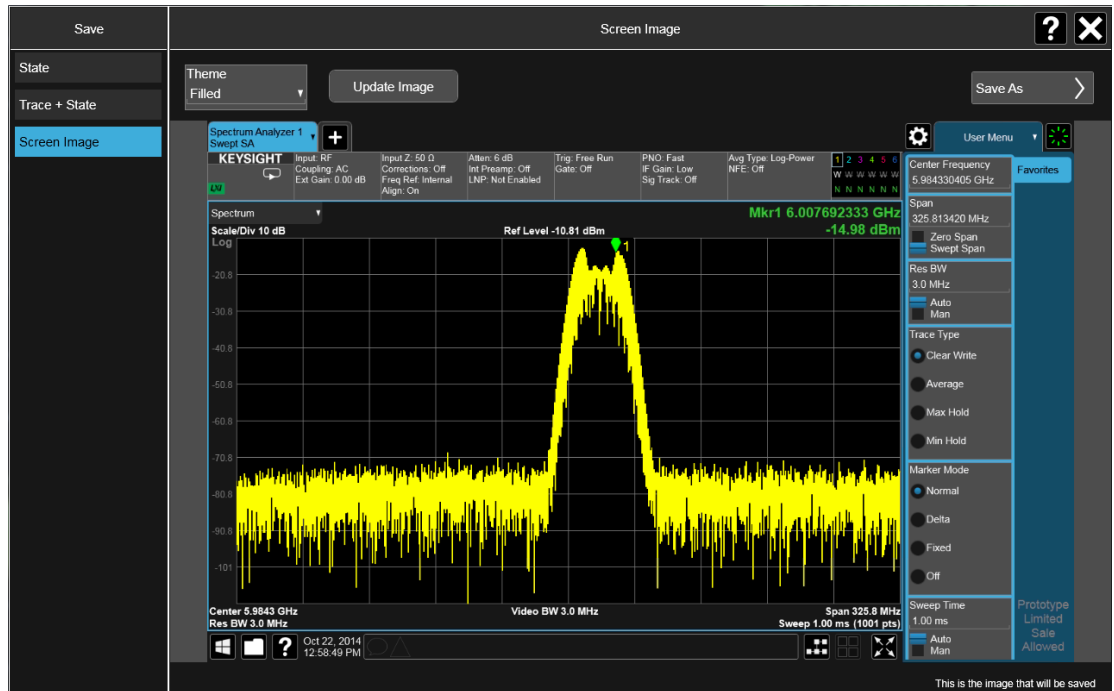 Save
Screen Image
?
State
Trace + State
Screen Image
Theme
Filled
Update Image
Save As
Spectrum Analyzer 1
Swept SA
User Menu
KEYSIGHT
LXI
Input: RF
Coupling: AC
Ext Gain: 0.00 dB
Input Z: 50 Ω
Corrections: Off
Freq Ref: Internal
Align: On
Atten: 6 dB
Int Preamp: Off
LNP: Not Enabled
Trig: Free Run
Gate: Off
PNO: Fast
IF Gain: Low
Sig Track: Off
Avg Type: Log-Power
NFE: Off
1 2 3 4 5 6
W W W W W W
N N N N N N
Spectrum
Mkr1 6.007692333 GHz
Scale/Div 10 dB
Ref Level -10.81 dBm
-14.98 dBm
Log
1
-20.8
-30.8
-40.8
-50.8
-60.8
-70.8
-80.8
-90.8
-101
Center 5.9843 GHz
Video BW 3.0 MHz
Span 325.8 MHz
Res BW 3.0 MHz
Sweep 1.00 ms (1001 pts)
?
Oct 22, 2014
12:58:49 PM
Center Frequency
5.984330405 GHz
Favorites
Span
325.813420 MHz
Zero Span
Swept Span
Res BW
3.0 MHz
Auto
Man
Trace Type
Clear Write
Average
Max Hold
Min Hold
Marker Mode
Normal
Delta
Fixed
Off
Sweep Time
1.00 ms
Auto
Man
Prototype
Limited
Sale
Allowed
This is the image that will be saved